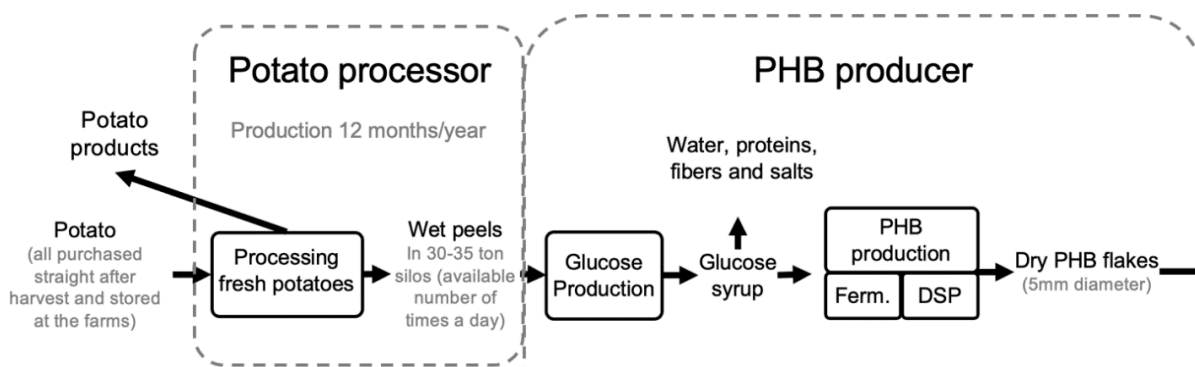 Potato processor
PHB producer
Production 12 months/year
Potato
products
Water, proteins,
fibers and salts
Potato
(all purchased
straight after
harvest and stored
at the farms)
Processing
fresh potatoes
Wet peels
In 30-35 ton
silos (available
number of
times a day)
Glucose
Production
Glucose
syrup
PHB
production
Ferm.
DSP
Dry PHB flakes
(5mm diameter)